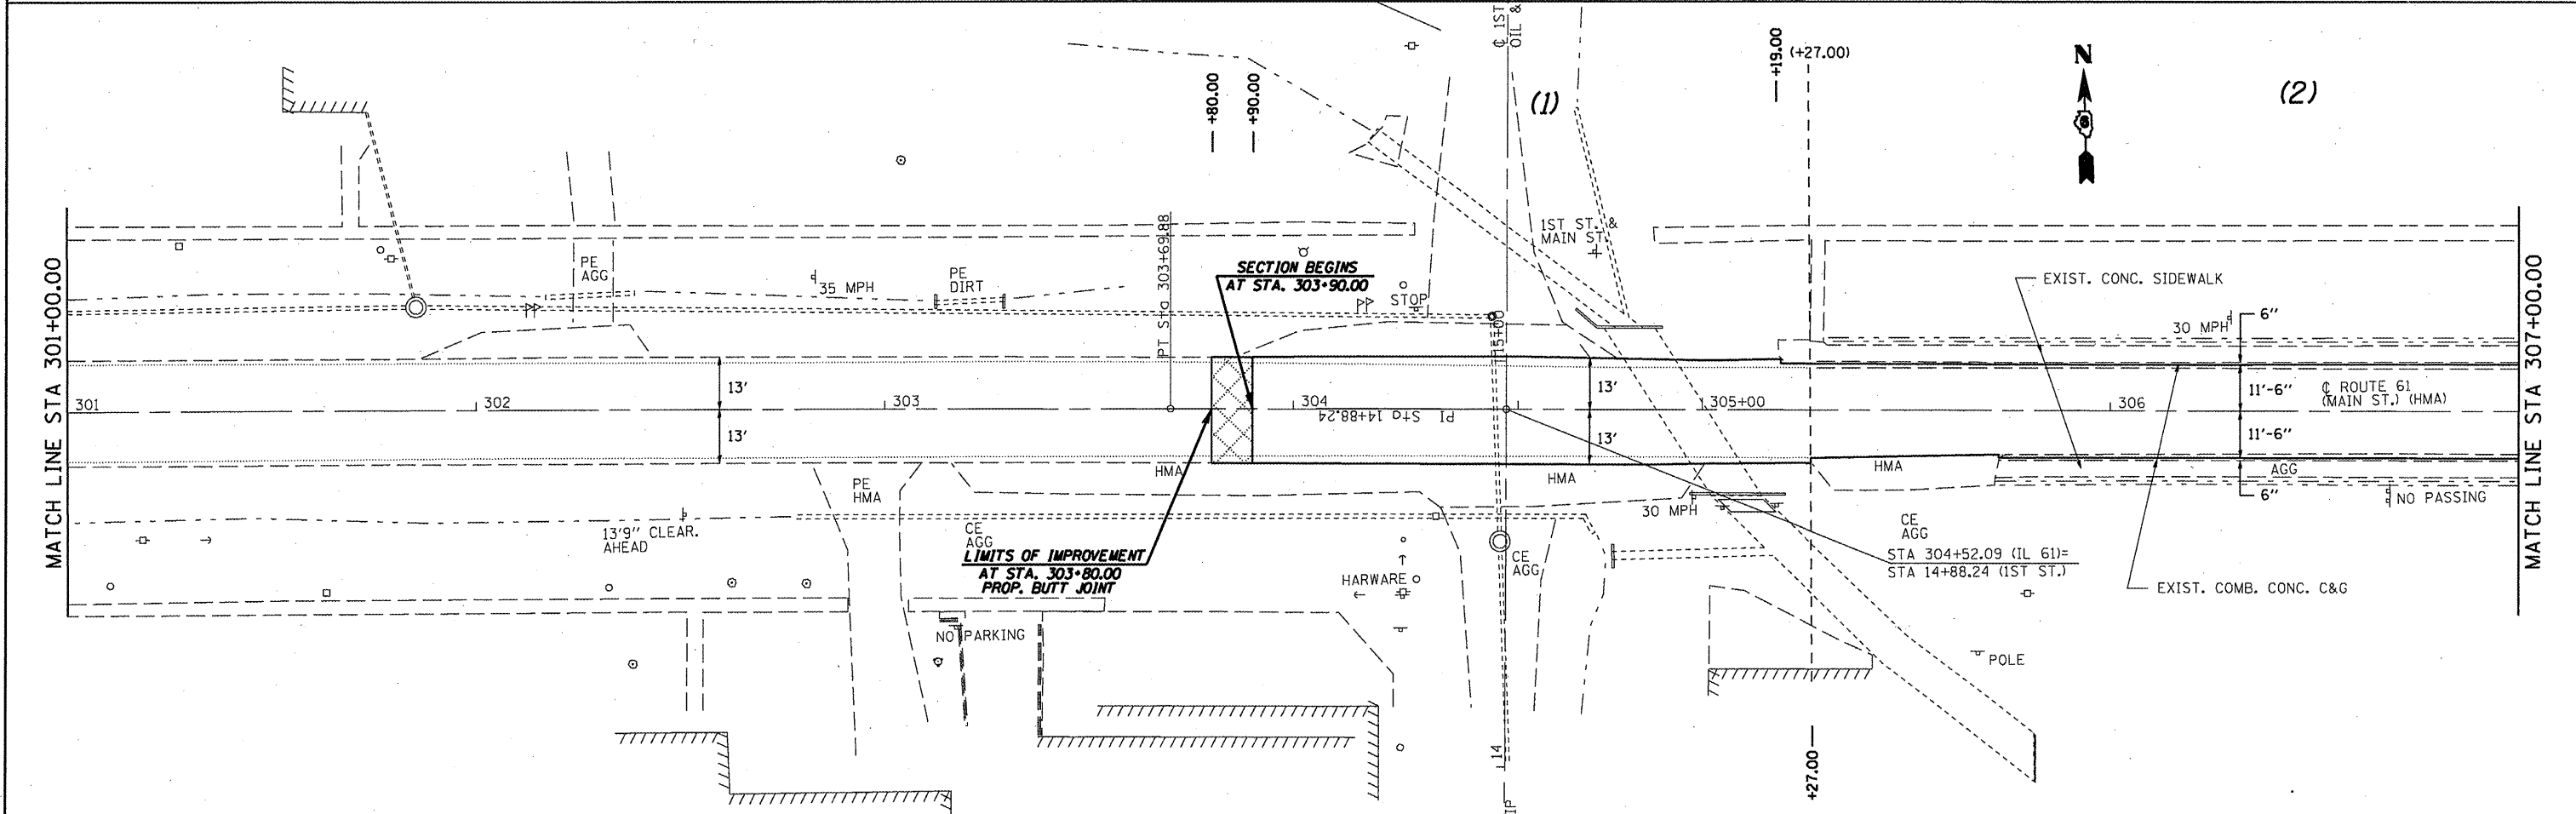 ℄ 1ST
OIL &
+19.00 (+27.00)
N
(2)
(1)
+80.00
+90.00
MATCH LINE STA 301+00.00
MATCH LINE STA 307+00.00
PT Sta 303+69.88
1ST ST. &
MAIN ST.
PE
AGG
35 MPH
PE
DIRT
SECTION BEGINS
AT STA. 303+90.00
STOP
EXIST. CONC. SIDEWALK
30 MPH
6"
15+00
13'
13'
11'-6"
℄ ROUTE 61
(MAIN ST.) (HMA)
301
302
303
304
PI Sta 14+88.24
305+00
306
13'
13'
11'-6"
HMA
HMA
HMA
AGG
6"
PE
HMA
30 MPH
NO PASSING
13'9" CLEAR.
AHEAD
CE
AGG
CE
AGG
LIMITS OF IMPROVEMENT
AT STA. 303+80.00
PROP. BUTT JOINT
CE
AGG
STA 304+52.09 (IL 61)=
STA 14+88.24 (1ST ST.)
HARWARE
EXIST. COMB. CONC. C&G
NO PARKING
POLE
14
+27.00
IP